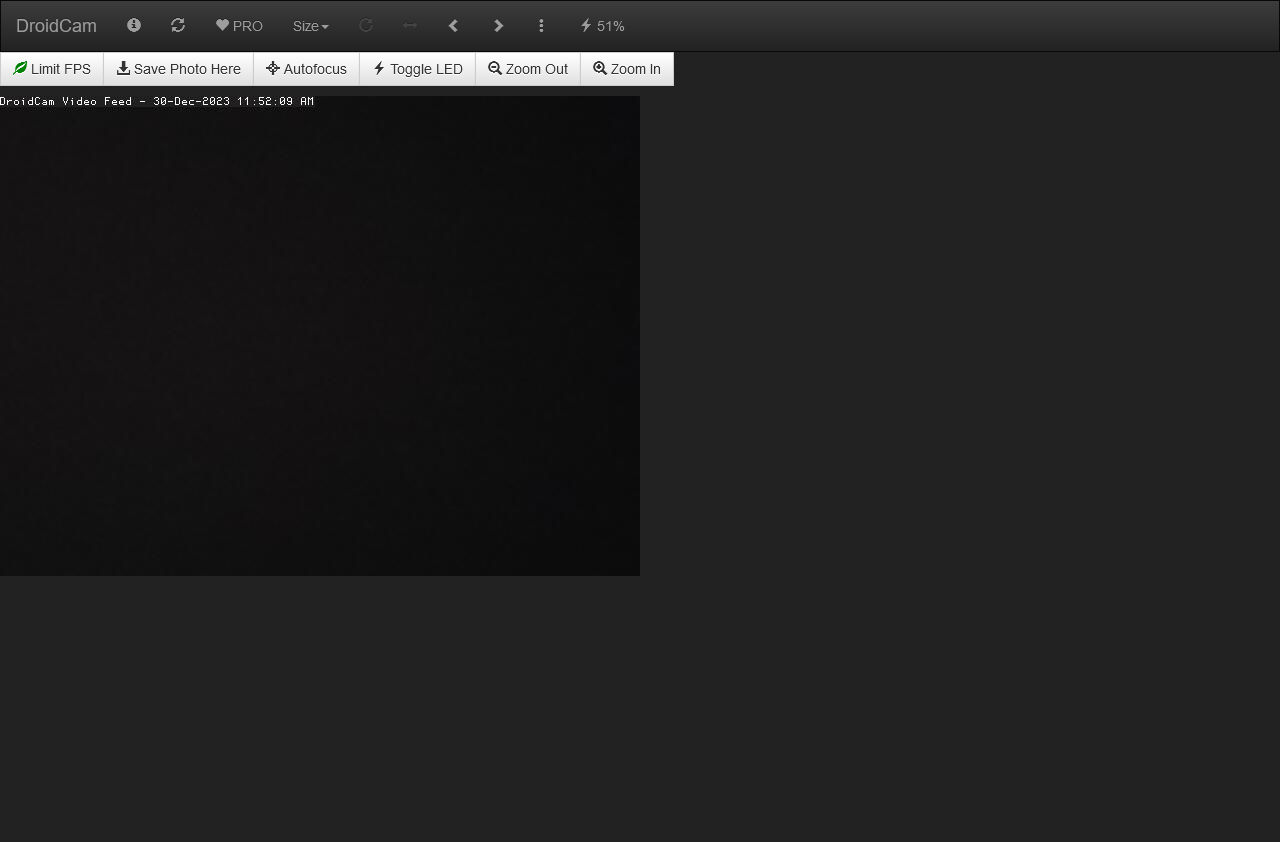 DroidCam PRO Size 51%
Limit FPS Save Photo Here Autofocus Toggle LED Zoom Out Zoom In
DroidCam Video Feed - 30-Dec-2023 11:52:09 AM